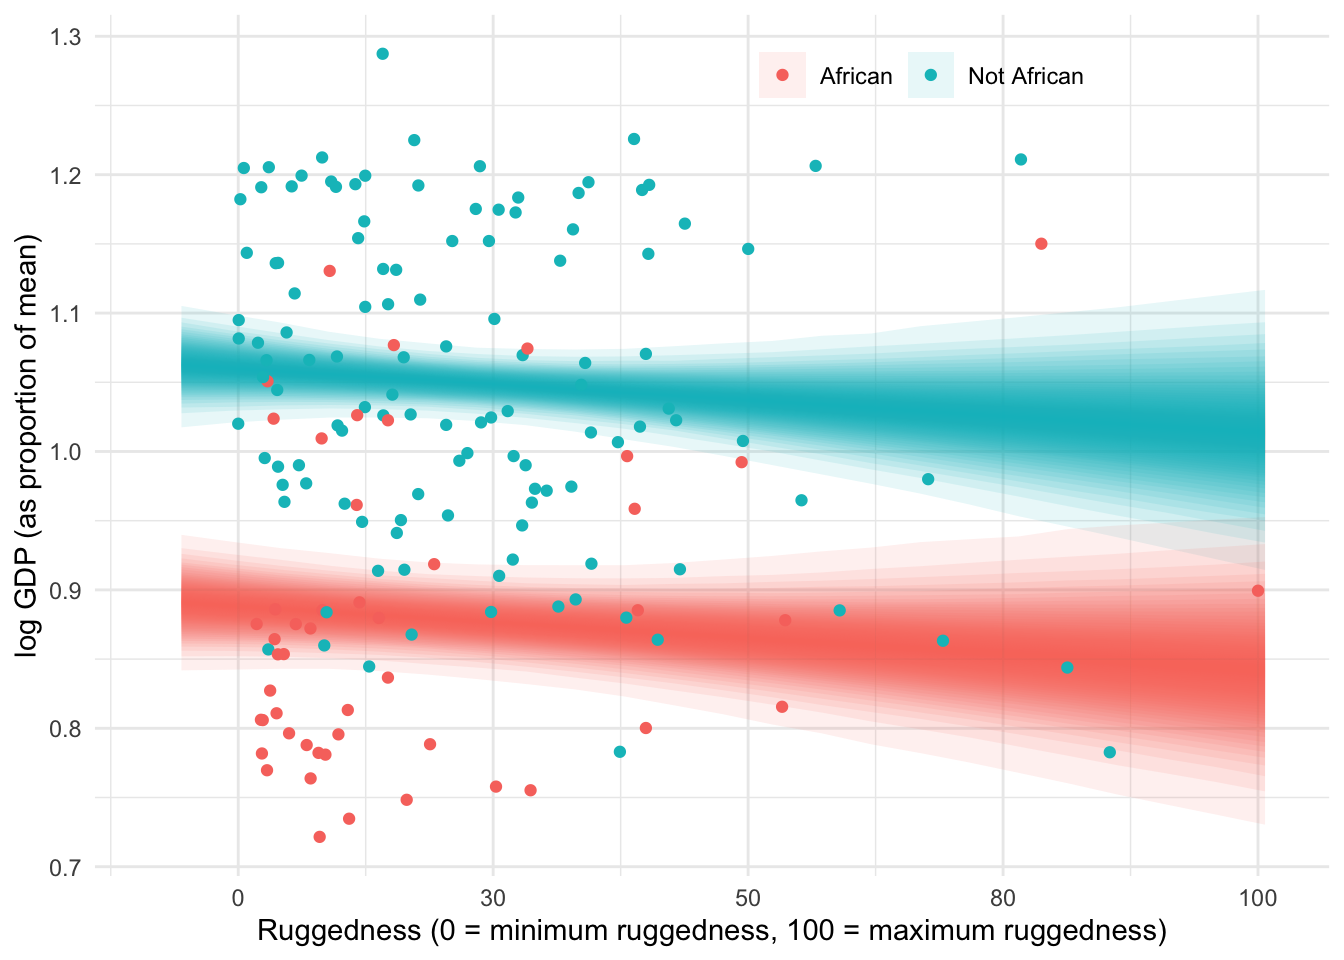 1.3
1.2
1.1
1.0
0.9
0.8
0.7
log GDP (as proportion of mean)
African
Not African
0 30 30 50 80 100
Ruggedness (0 = minimum ruggedness, 100 = maximum ruggedness)